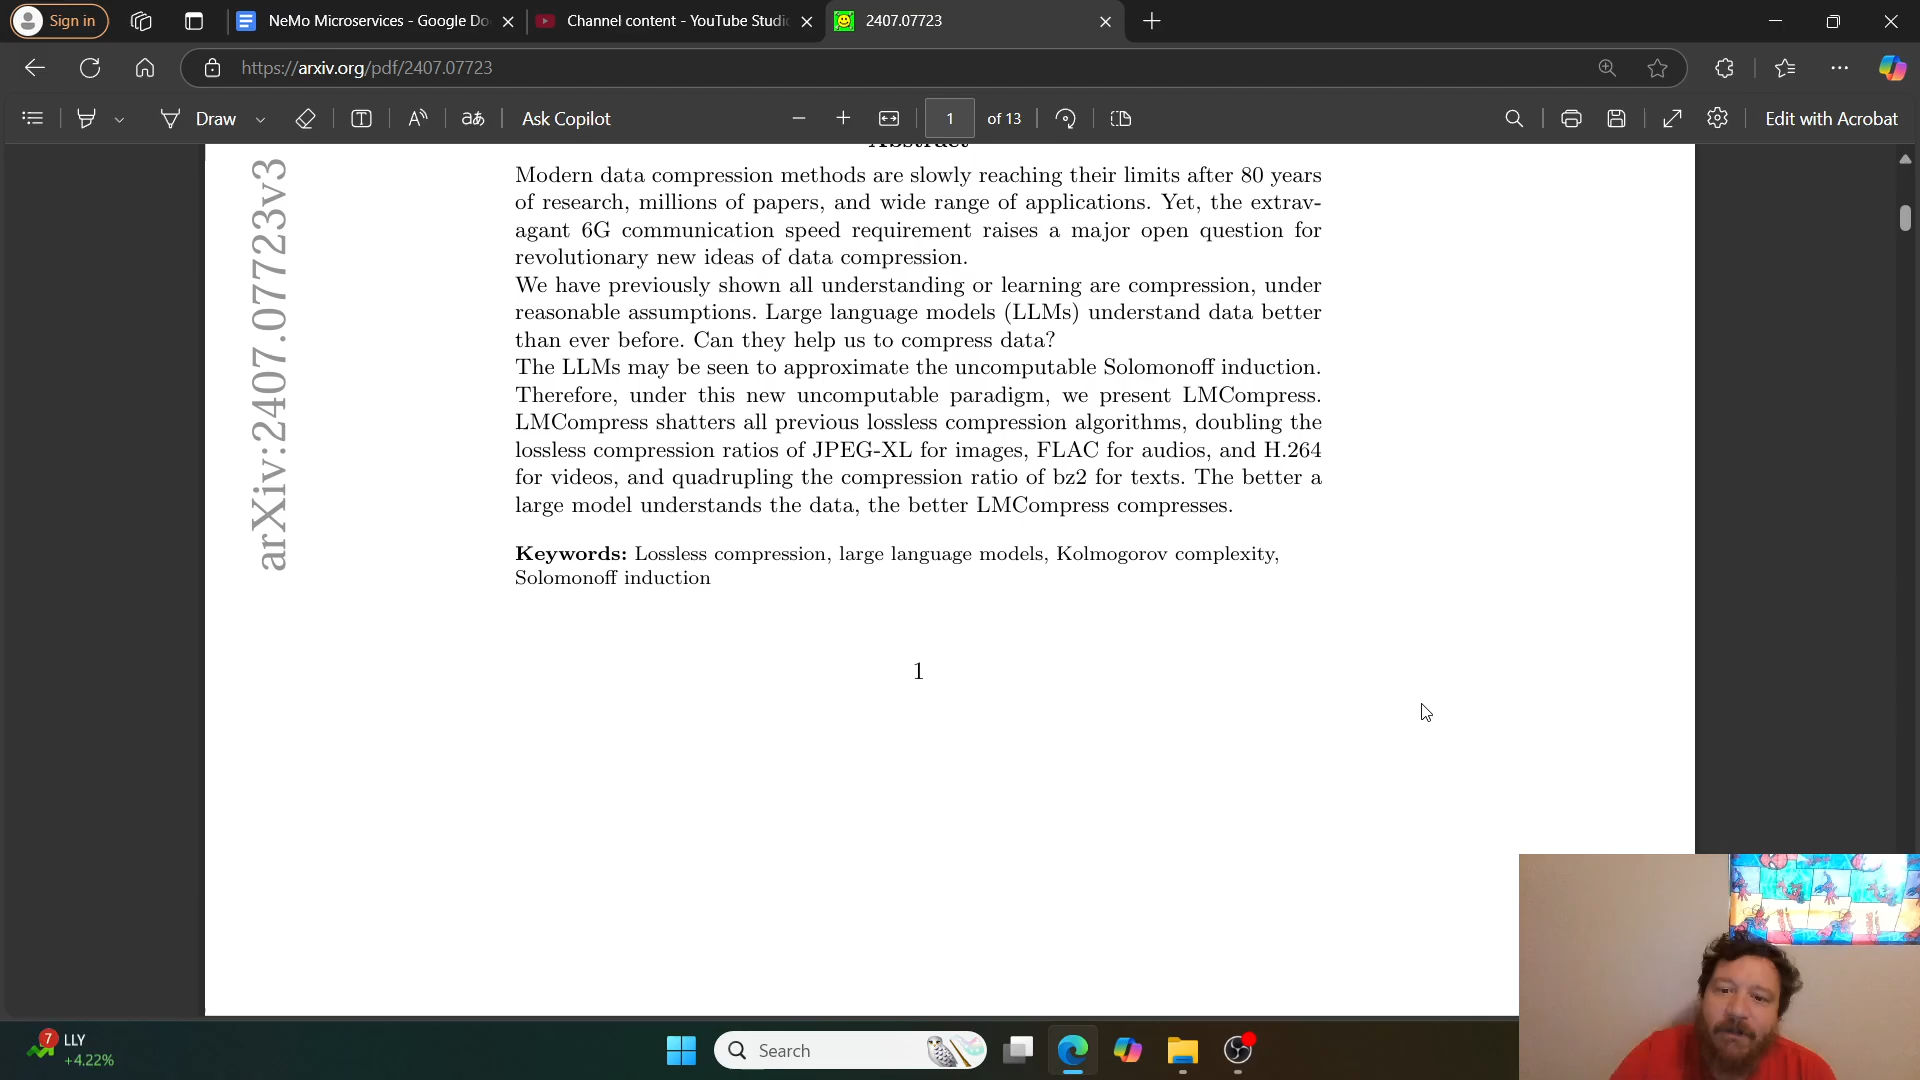 Sign in
NeMo Microservices - Google Do
Channel content - YouTube Studi
2407.07723
https://arxiv.org/pdf/2407.07723
Draw
aあ
Ask Copilot
1
of 13
Edit with Acrobat
Abstract
arXiv:2407.07723v3
Modern data compression methods are slowly reaching their limits after 80 years
of research, millions of papers, and wide range of applications. Yet, the extrav-
agant 6G communication speed requirement raises a major open question for
revolutionary new ideas of data compression.
We have previously shown all understanding or learning are compression, under
reasonable assumptions. Large language models (LLMs) understand data better
than ever before. Can they help us to compress data?
The LLMs may be seen to approximate the uncomputable Solomonoff induction.
Therefore, under this new uncomputable paradigm, we present LMCompress.
LMCompress shatters all previous lossless compression algorithms, doubling the
lossless compression ratios of JPEG-XL for images, FLAC for audios, and H.264
for videos, and quadrupling the compression ratio of bz2 for texts. The better a
large model understands the data, the better LMCompress compresses.
Keywords: Lossless compression, large language models, Kolmogorov complexity,
Solomonoff induction
1
7
LLY
+4.22%
Search